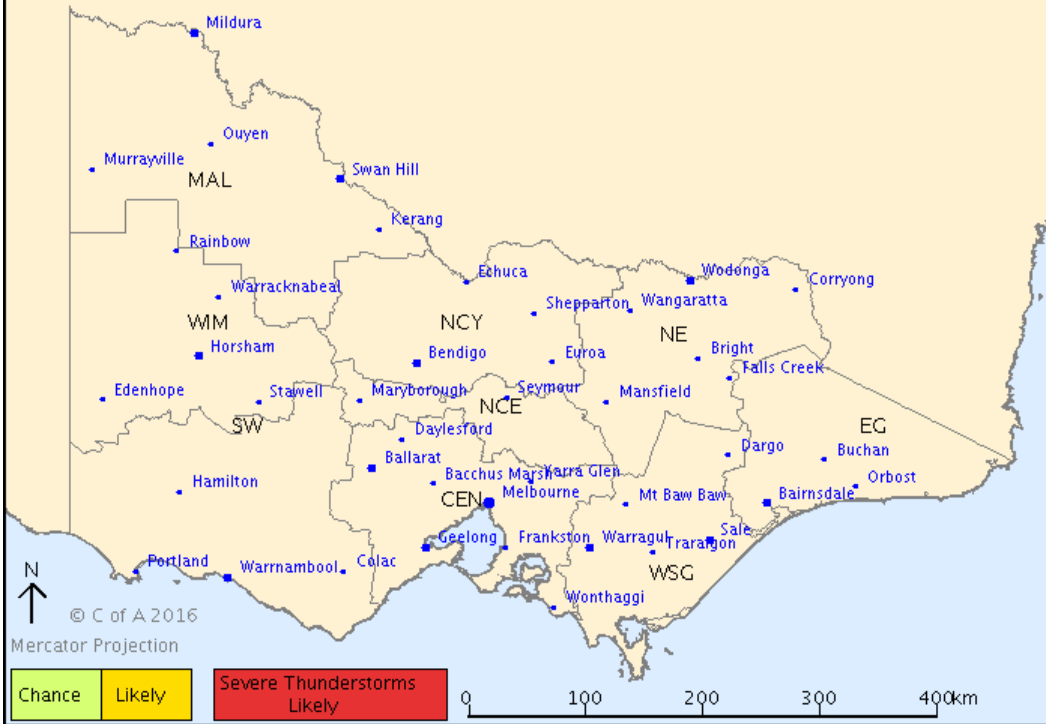 Mildura
Ouyen
Murrayville
MAL
Swan Hill
Kerang
Rainbow
Echuca
Wodonga
Corryong
Warracknabeal
Shepparton
Wangaratta
WIM
NCY
NE
Horsham
Bendigo
Euroa
Bright
Falls Creek
Edenhope
Stawell
Maryborough
Seymour
Mansfield
NCE
SW
EG
Daylesford
Dargo
Buchan
Ballarat
Bacchus Marsh
Yarra Glen
Hamilton
CEN
Melbourne
Mt Baw Baw
Bairnsdale
Orbost
Geelong
Frankston
Warragul
Traralgon
Sale
Portland
Warrnambool
Colac
WSG
Wonthaggi
N
© C of A 2016
Mercator Projection
Chance
Likely
Severe Thunderstorms
Likely
0 100 200 300 400km